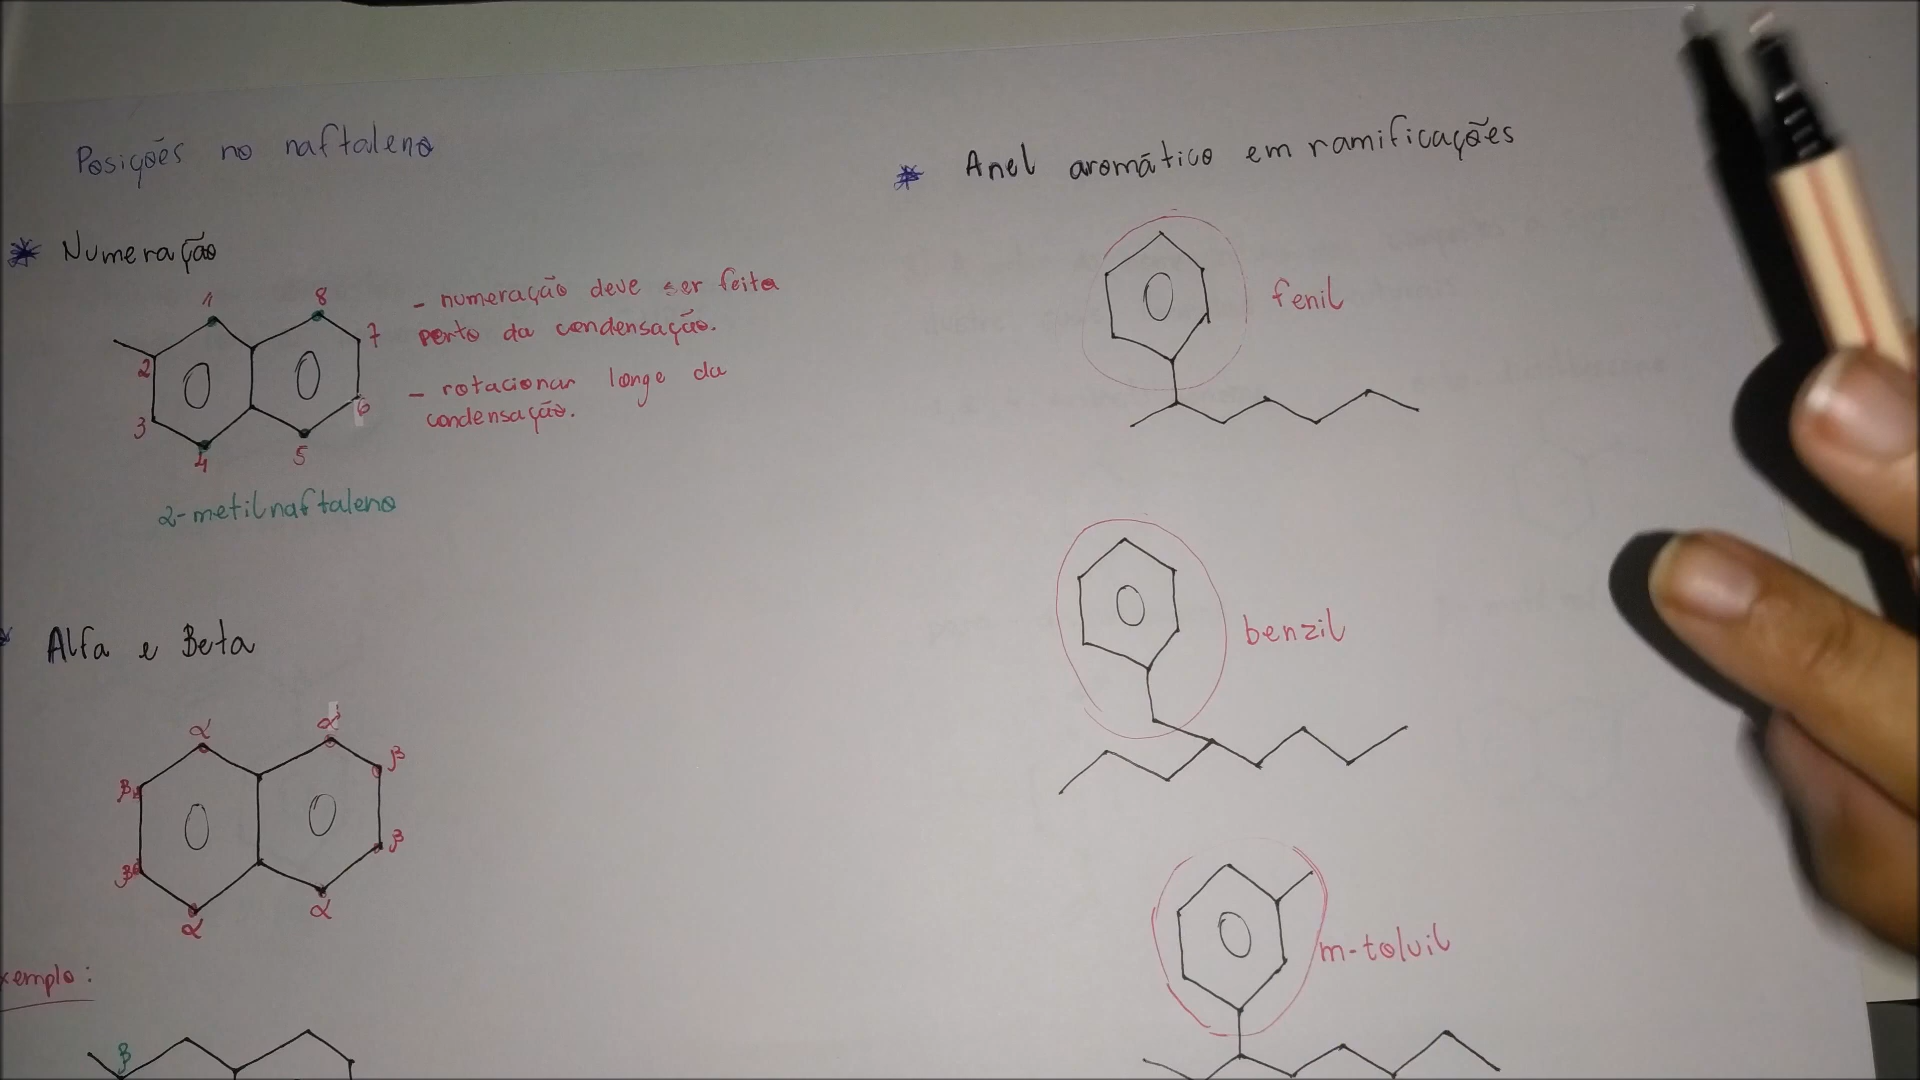 Posições no naftaleno
* Numeração
1
8
7
2
6
3
4
5
- numeração deve ser feita
perto da condensação.
- rotacionar longe da
condensação.
2-metilnaftaleno
* Alfa e Beta
α
α
β
β
β
β
α
α
xemplo:
β
* Anel aromático em ramificações
fenil
benzil
m-toluil